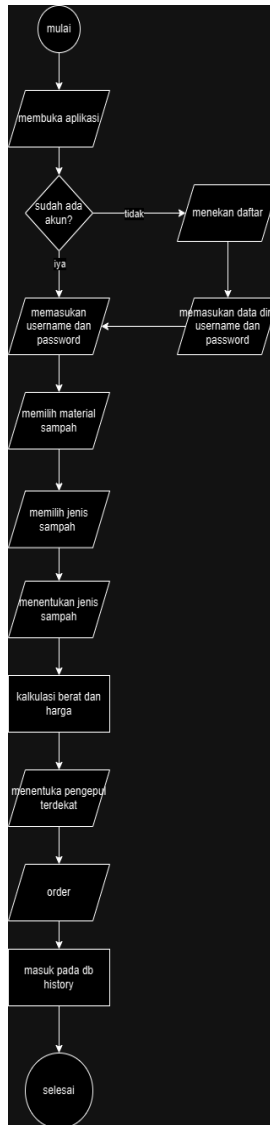 mulai
membuka aplikasi
sudah ada
akun?
tidak
menekan daftar
iya
memasukan
username dan
password
memasukan data diri
username dan
password
memilih material
sampah
memilih jenis
sampah
menentukan jenis
sampah
kalkulasi berat dan
harga
menentuka pengepul
terdekat
order
masuk pada db
history
selesai